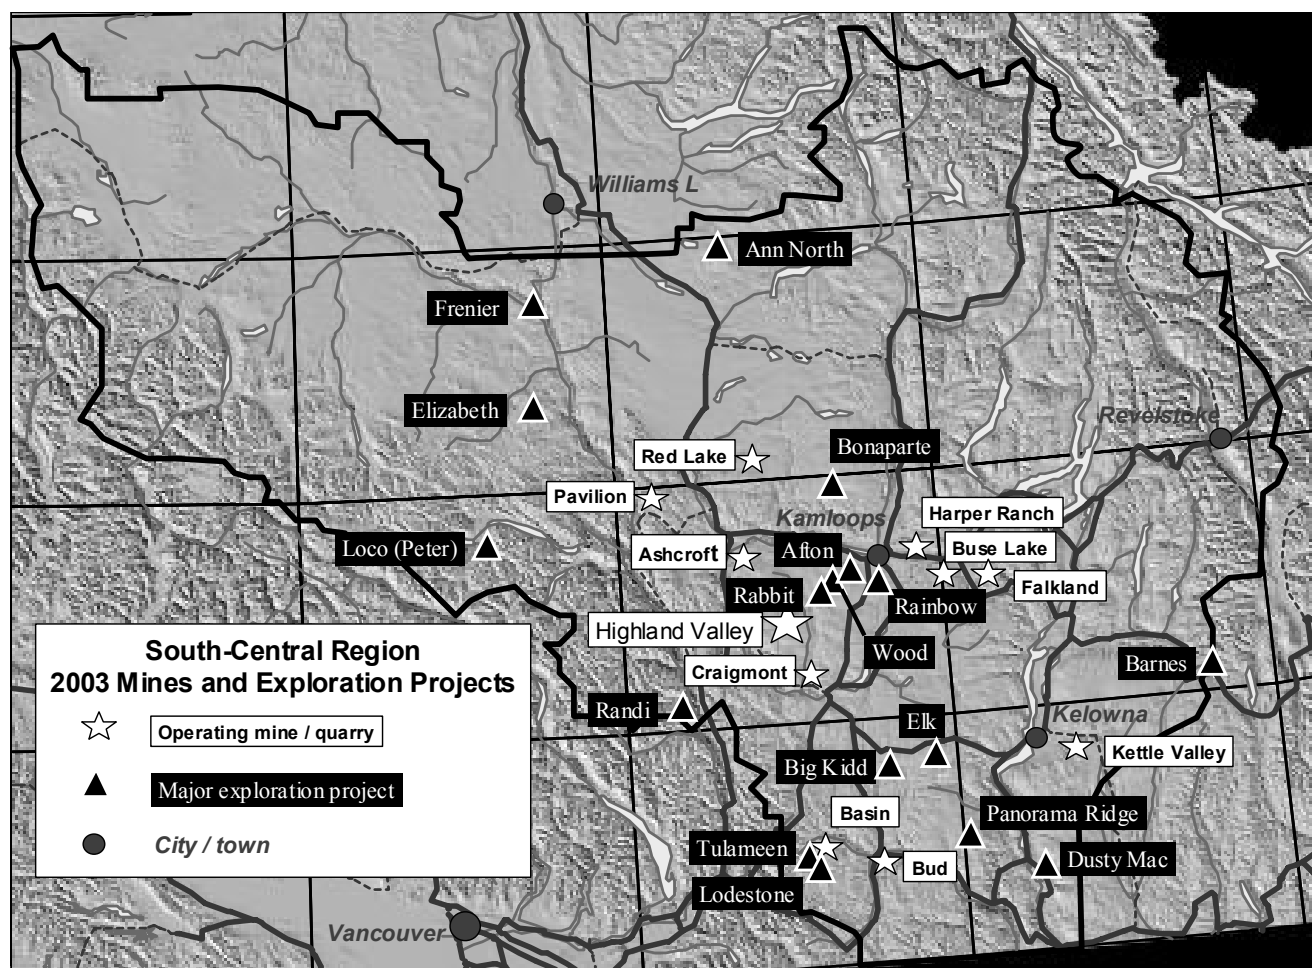 Williams L
Ann North
Frenier
Elizabeth
Revelstoke
Red Lake
Bonaparte
Pavilion
Kamloops
Harper Ranch
Loco (Peter)
Ashcroft
Afton
Buse Lake
Rabbit
Rainbow
Falkland
Highland Valley
Wood
Craigmont
Barnes
South-Central Region
2003 Mines and Exploration Projects
Operating mine / quarry
Major exploration project
City / town
Randi
Elk
Kelowna
Kettle Valley
Big Kidd
Basin
Panorama Ridge
Tulameen
Bud
Dusty Mac
Lodestone
Vancouver